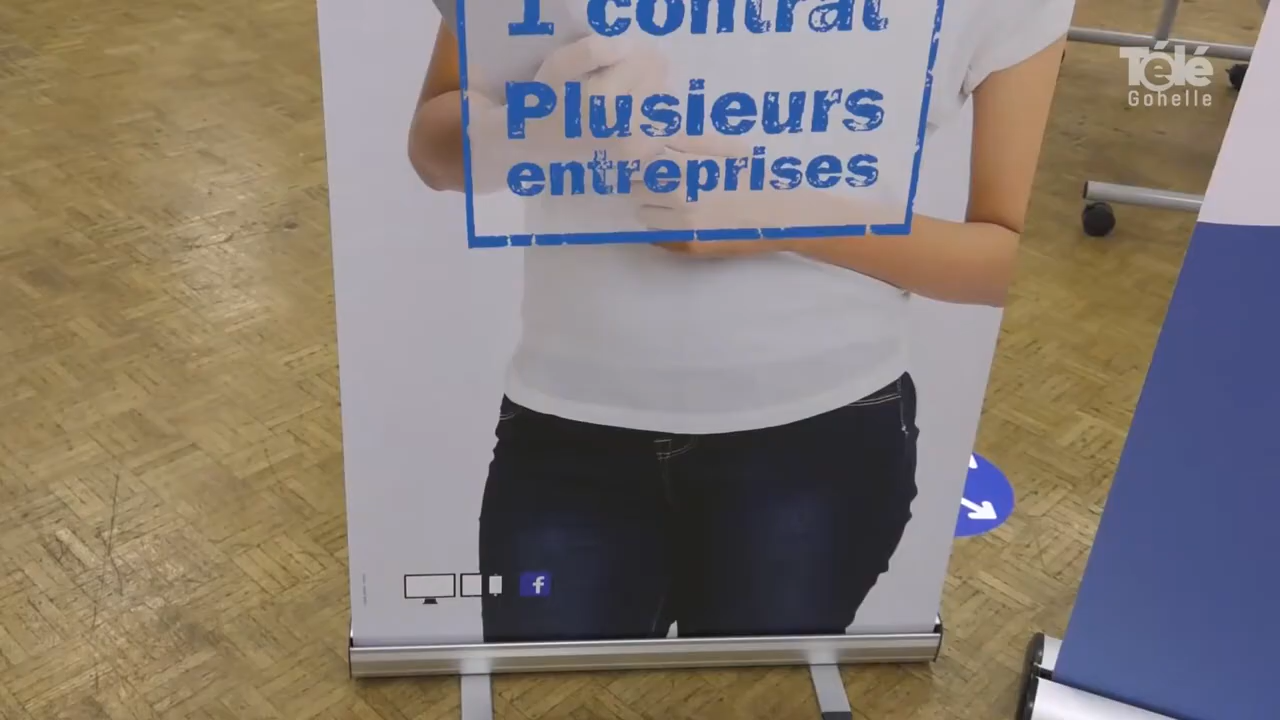 1 contrat
Plusieurs
entreprises
Télé
Gohelle
f